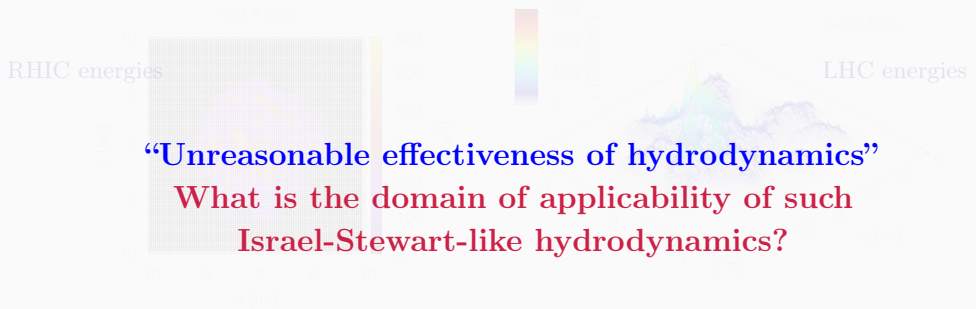 RHIC energies
LHC energies
“Unreasonable effectiveness of hydrodynamics”
What is the domain of applicability of such
Israel-Stewart-like hydrodynamics?